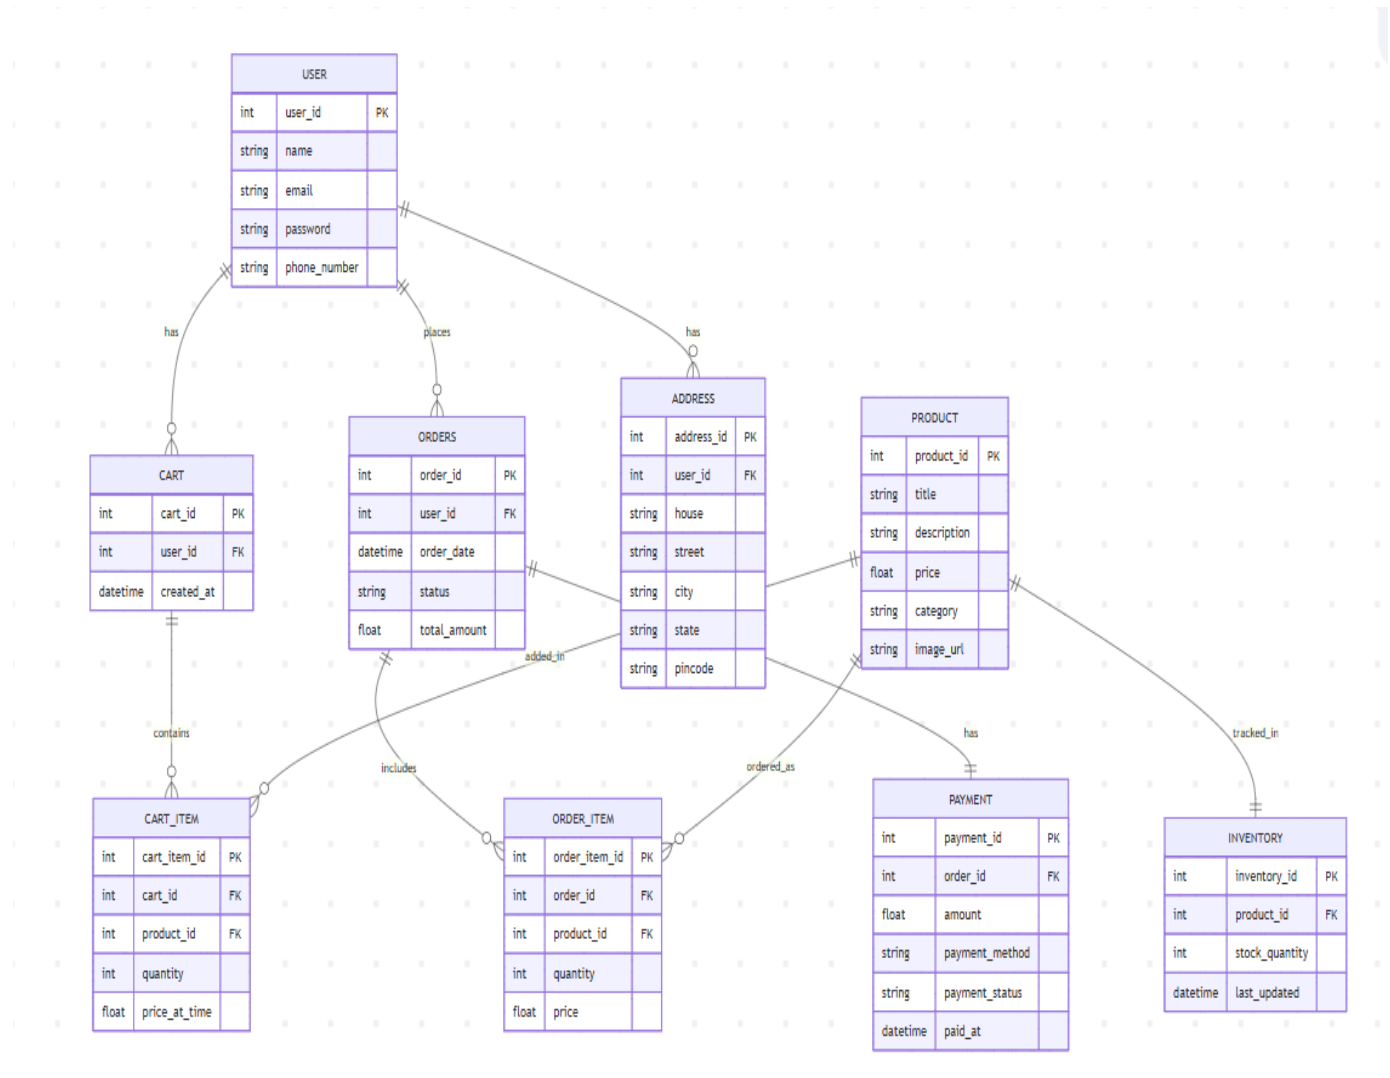 USER
int user_id PK
string name
string email
string password
string phone_number
has
places
has
ADDRESS
int address_id PK
int user_id FK
string house
string street
string city
string state
string pincode
PRODUCT
int product_id PK
string title
string description
float price
string category
string image_url
ORDERS
int order_id PK
int user_id FK
datetime order_date
string status
float total_amount
CART
int cart_id PK
int user_id FK
datetime created_at
added_in
contains
includes
ordered_as
has
tracked_in
CART_ITEM
int cart_item_id PK
int cart_id FK
int product_id FK
int quantity
float price_at_time
ORDER_ITEM
int order_item_id PK
int order_id FK
int product_id FK
int quantity
float price
PAYMENT
int payment_id PK
int order_id FK
float amount
string payment_method
string payment_status
datetime paid_at
INVENTORY
int inventory_id PK
int product_id FK
int stock_quantity
datetime last_updated